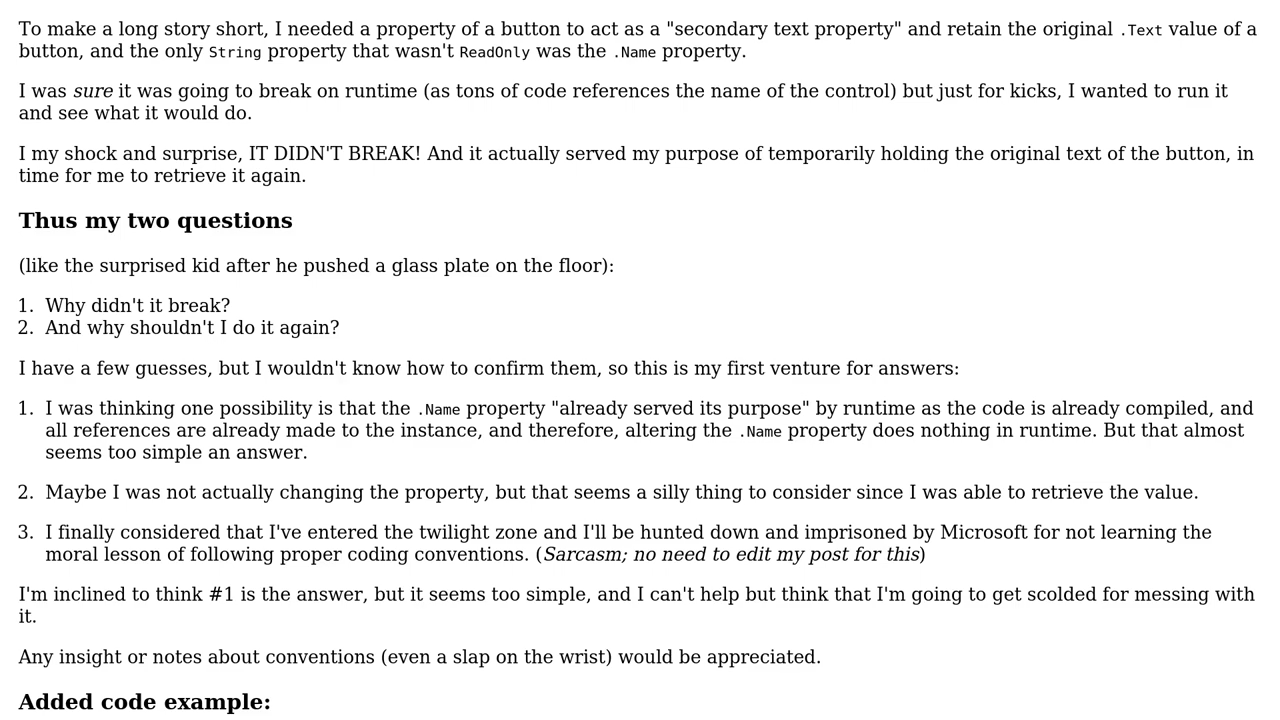 To make a long story short, I needed a property of a button to act as a "secondary text property" and retain the original .Text value of a
button, and the only String property that wasn't ReadOnly was the .Name property.
I was sure it was going to break on runtime (as tons of code references the name of the control) but just for kicks, I wanted to run it
and see what it would do.
I my shock and surprise, IT DIDN'T BREAK! And it actually served my purpose of temporarily holding the original text of the button, in
time for me to retrieve it again.
Thus my two questions
(like the surprised kid after he pushed a glass plate on the floor):
1. Why didn't it break?
2. And why shouldn't I do it again?
I have a few guesses, but I wouldn't know how to confirm them, so this is my first venture for answers:
1. I was thinking one possibility is that the .Name property "already served its purpose" by runtime as the code is already compiled, and
all references are already made to the instance, and therefore, altering the .Name property does nothing in runtime. But that almost
seems too simple an answer.
2. Maybe I was not actually changing the property, but that seems a silly thing to consider since I was able to retrieve the value.
3. I finally considered that I've entered the twilight zone and I'll be hunted down and imprisoned by Microsoft for not learning the
moral lesson of following proper coding conventions. (Sarcasm; no need to edit my post for this)
I'm inclined to think #1 is the answer, but it seems too simple, and I can't help but think that I'm going to get scolded for messing with
it.
Any insight or notes about conventions (even a slap on the wrist) would be appreciated.
Added code example: